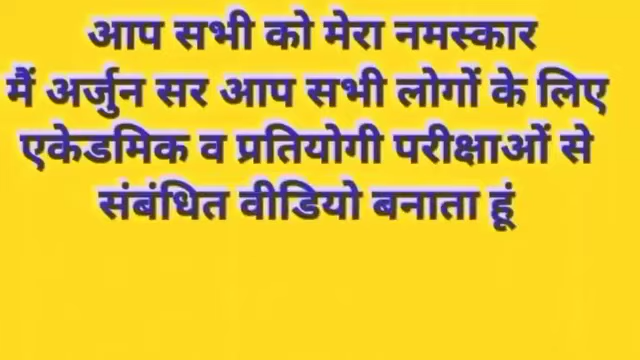 आप सभी को मेरा नमस्कार
मैं अर्जुन सर आप सभी लोगों के लिए
एकेडमिक व प्रतियोगी परीक्षाओं से
संबंधित वीडियो बनाता हूं